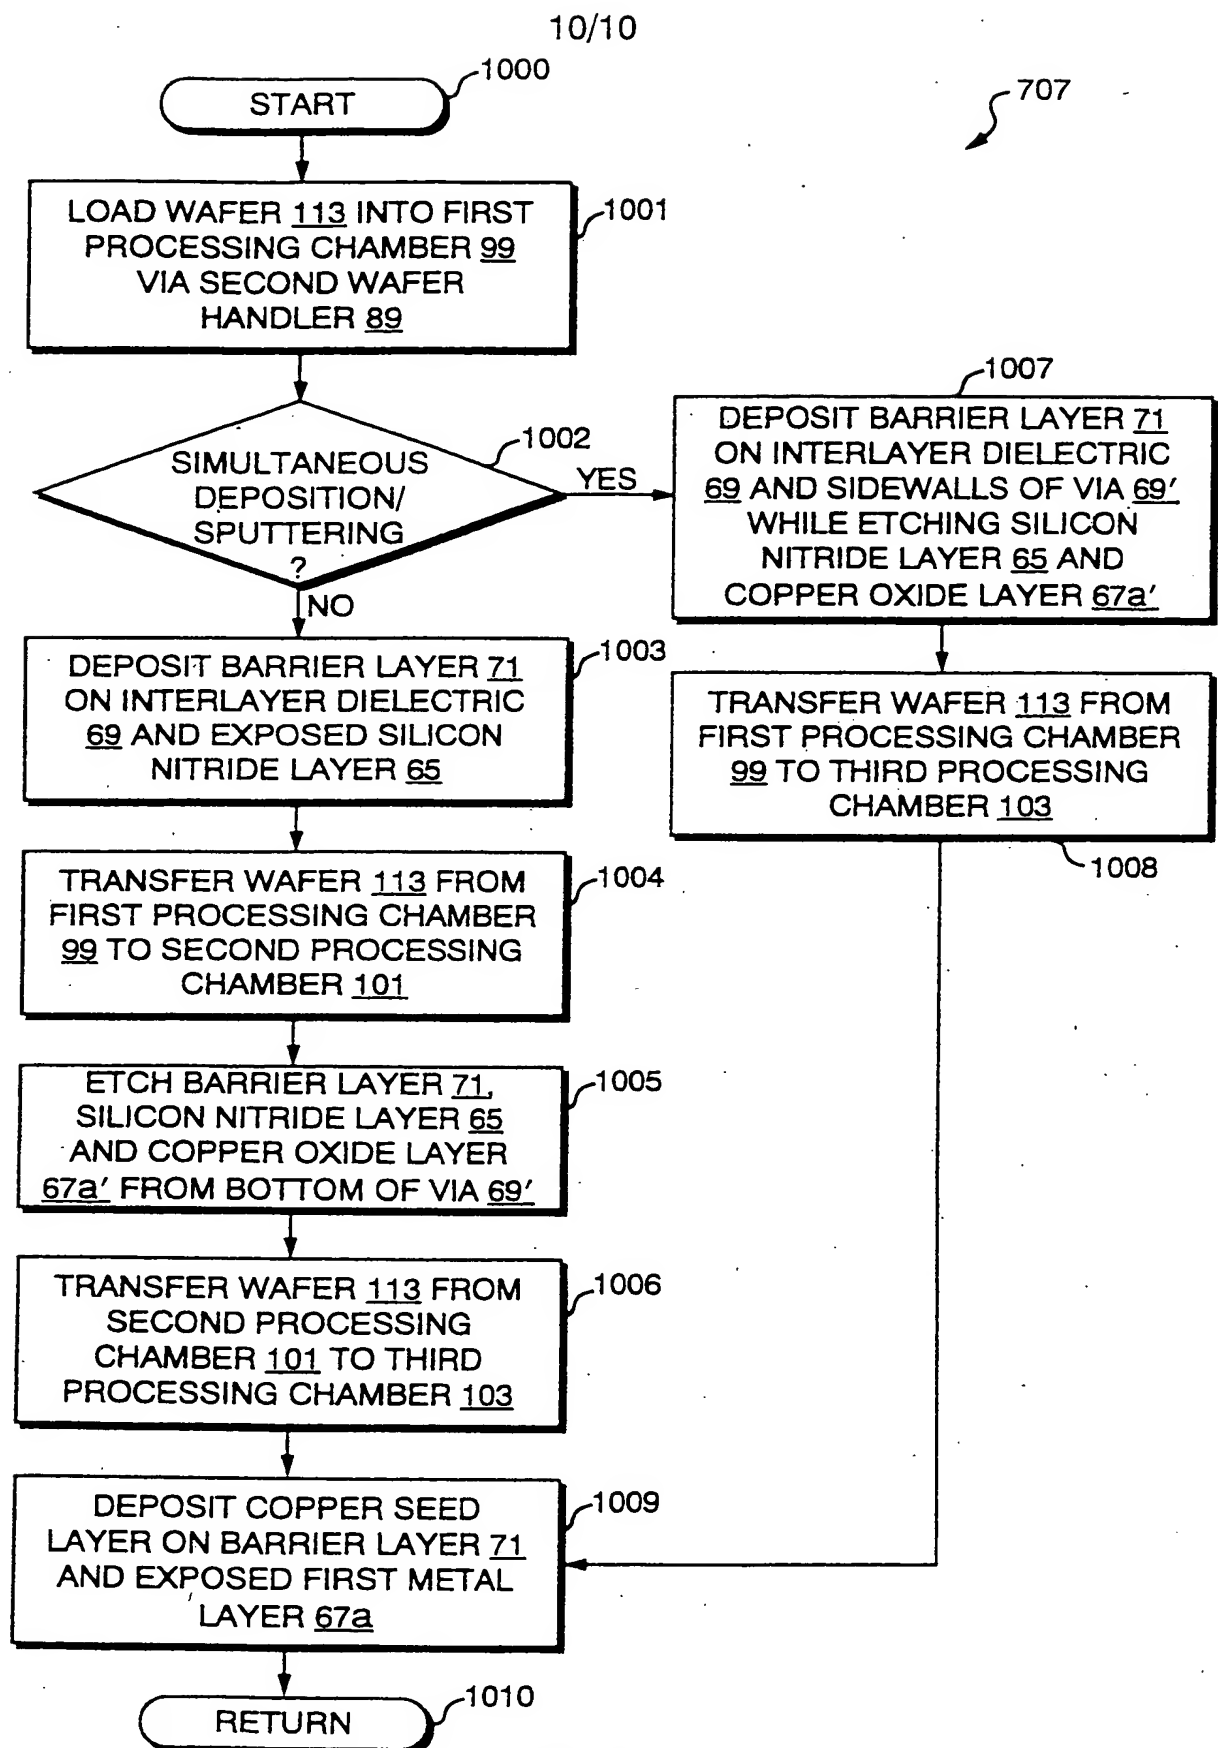 10/10
1000
START
707
LOAD WAFER 113 INTO FIRST
PROCESSING CHAMBER 99
VIA SECOND WAFER
HANDLER 89
1001
1002
SIMULTANEOUS
DEPOSITION/
SPUTTERING
?
YES
NO
1007
DEPOSIT BARRIER LAYER 71
ON INTERLAYER DIELECTRIC
69 AND SIDEWALLS OF VIA 69′
WHILE ETCHING SILICON
NITRIDE LAYER 65 AND
COPPER OXIDE LAYER 67a′
1003
DEPOSIT BARRIER LAYER 71
ON INTERLAYER DIELECTRIC
69 AND EXPOSED SILICON
NITRIDE LAYER 65
TRANSFER WAFER 113 FROM
FIRST PROCESSING CHAMBER
99 TO THIRD PROCESSING
CHAMBER 103
1008
1004
TRANSFER WAFER 113 FROM
FIRST PROCESSING CHAMBER
99 TO SECOND PROCESSING
CHAMBER 101
1005
ETCH BARRIER LAYER 71,
SILICON NITRIDE LAYER 65
AND COPPER OXIDE LAYER
67a′ FROM BOTTOM OF VIA 69′
1006
TRANSFER WAFER 113 FROM
SECOND PROCESSING
CHAMBER 101 TO THIRD
PROCESSING CHAMBER 103
1009
DEPOSIT COPPER SEED
LAYER ON BARRIER LAYER 71
AND EXPOSED FIRST METAL
LAYER 67a
1010
RETURN